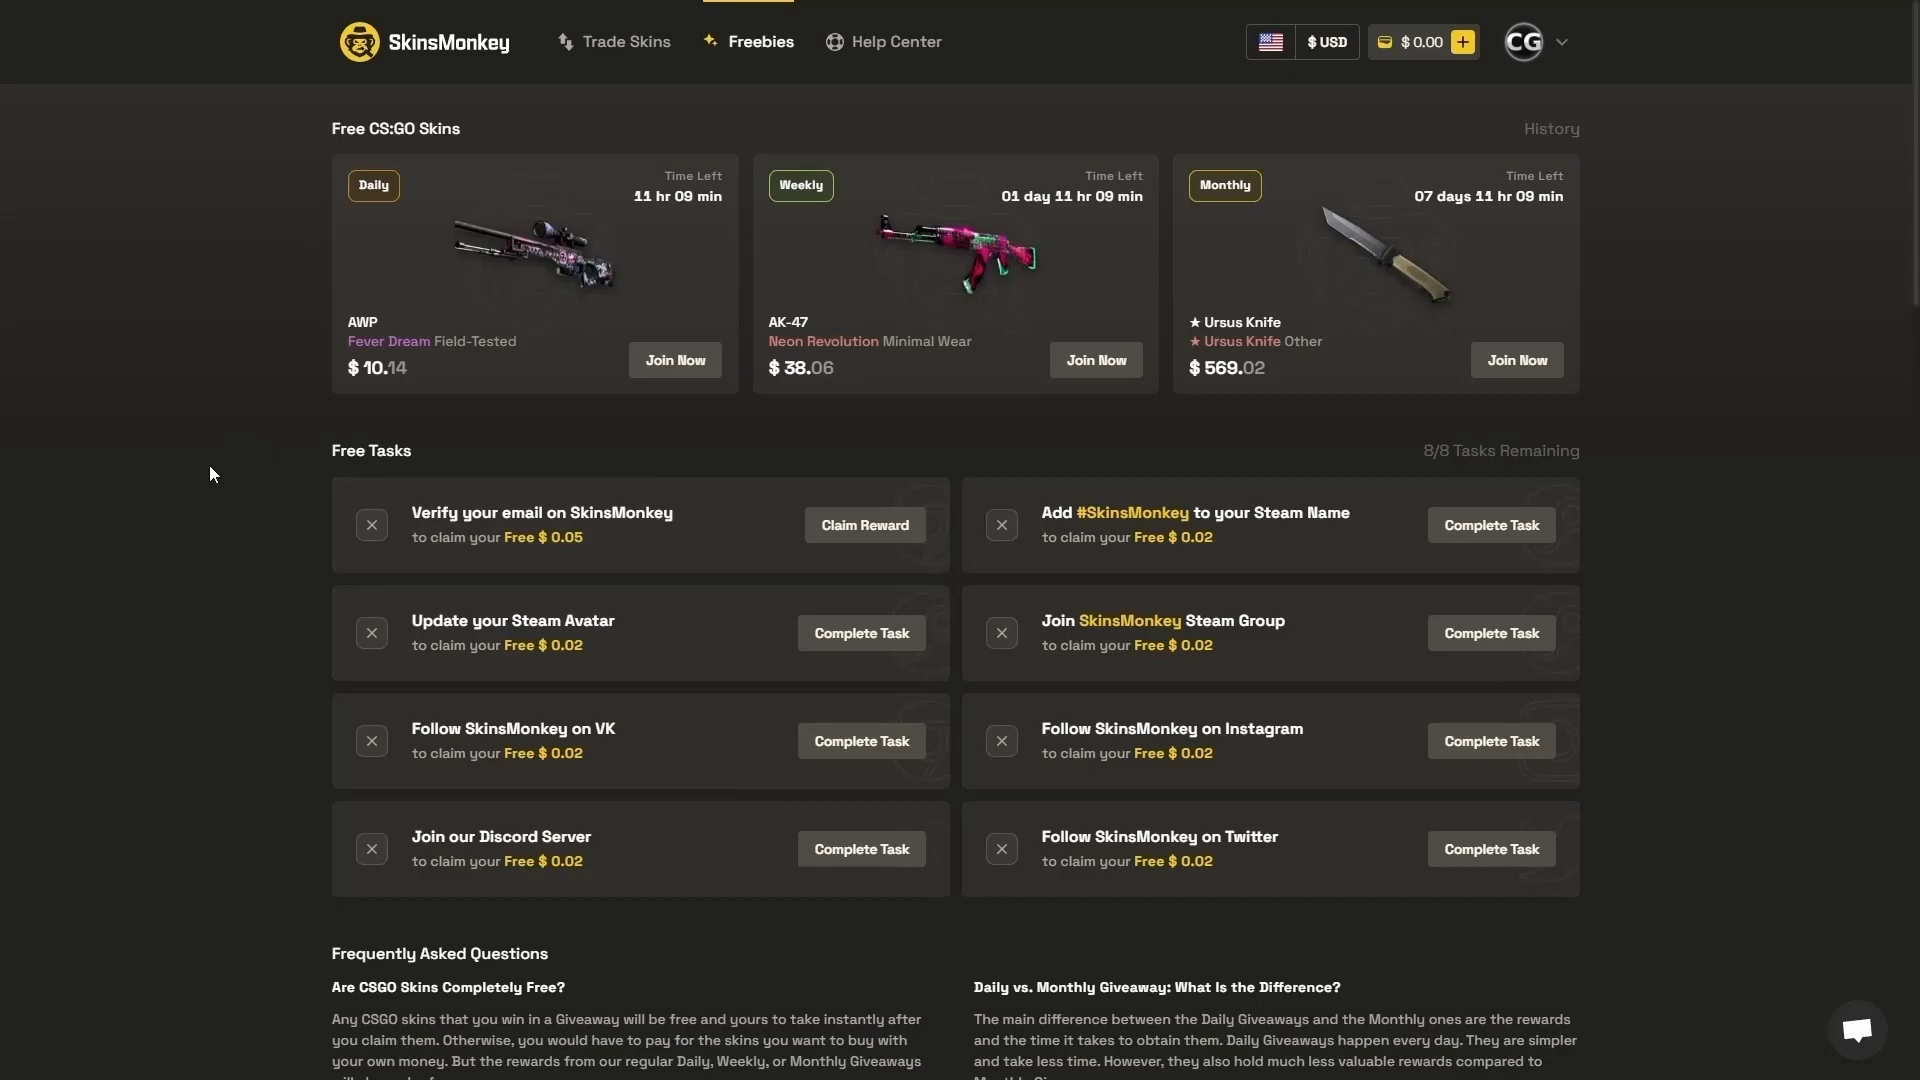 SkinsMonkey
Trade Skins
Freebies
Help Center
$ USD
$ 0.00
CG
Free CS:GO Skins
History
Daily
Time Left
11 hr 09 min
AWP
Fever Dream Field-Tested
$ 10.14
Join Now
Weekly
Time Left
01 day 11 hr 09 min
AK-47
Neon Revolution Minimal Wear
$ 38.06
Join Now
Monthly
Time Left
07 days 11 hr 09 min
★ Ursus Knife
★ Ursus Knife Other
$ 569.02
Join Now
Free Tasks
8/8 Tasks Remaining
Verify your email on SkinsMonkey
to claim your Free $ 0.05
Claim Reward
Add #SkinsMonkey to your Steam Name
to claim your Free $ 0.02
Complete Task
Update your Steam Avatar
to claim your Free $ 0.02
Complete Task
Join SkinsMonkey Steam Group
to claim your Free $ 0.02
Complete Task
Follow SkinsMonkey on VK
to claim your Free $ 0.02
Complete Task
Follow SkinsMonkey on Instagram
to claim your Free $ 0.02
Complete Task
Join our Discord Server
to claim your Free $ 0.02
Complete Task
Follow SkinsMonkey on Twitter
to claim your Free $ 0.02
Complete Task
Frequently Asked Questions
Are CSGO Skins Completely Free?
Any CSGO skins that you win in a Giveaway will be free and yours to take instantly after
you claim them. Otherwise, you would have to pay for the skins you want to buy with
your own money. But the rewards from our regular Daily, Weekly, or Monthly Giveaways
Daily vs. Monthly Giveaway: What Is the Difference?
The main difference between the Daily Giveaways and the Monthly ones are the rewards
and the time it takes to obtain them. Daily Giveaways happen every day. They are simpler
and take less time. However, they also hold much less valuable rewards compared to